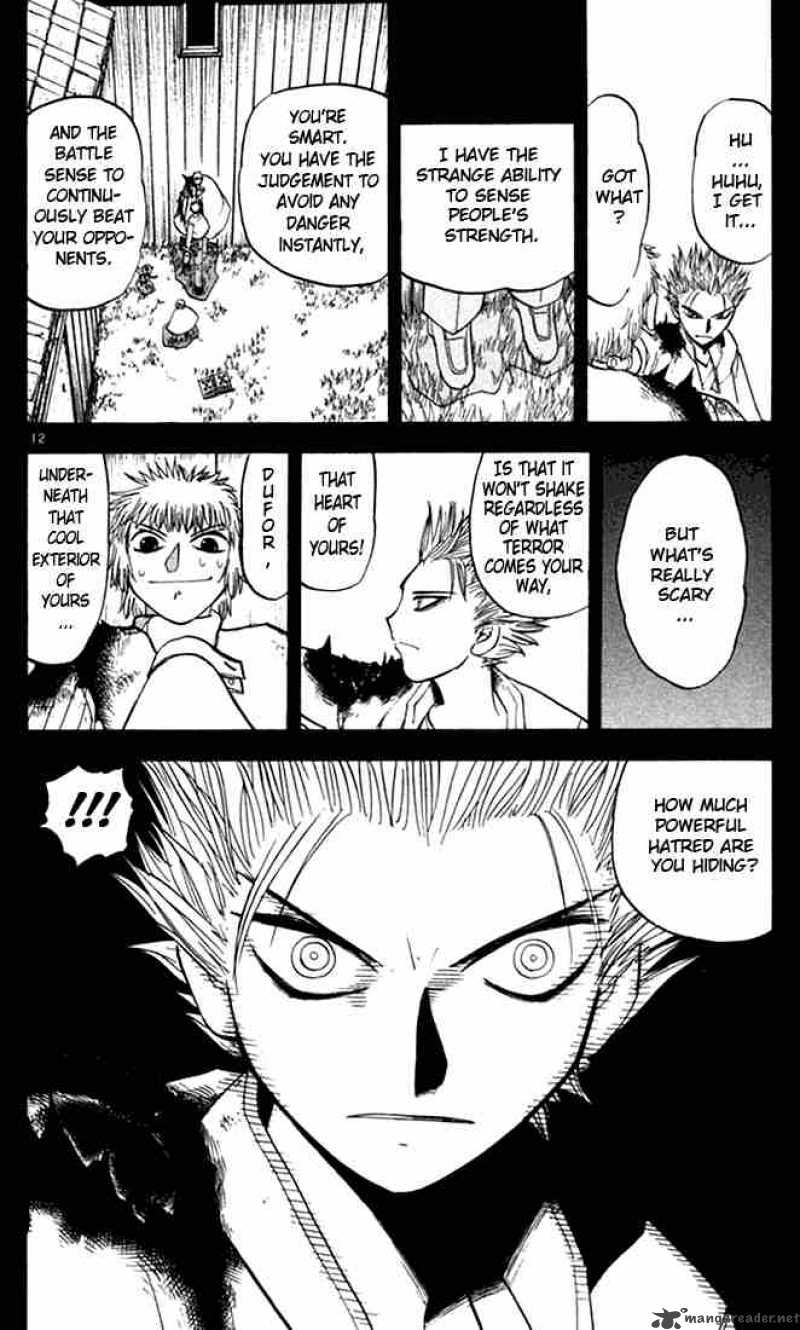 HU
...
HUHU,
I GET
IT...
GOT
WHAT
?
I HAVE THE
STRANGE ABILITY
TO SENSE
PEOPLE'S
STRENGTH.
YOU'RE
SMART.
YOU HAVE THE
JUDGEMENT TO
AVOID ANY
DANGER
INSTANTLY,
AND THE
BATTLE
SENSE TO
CONTINU-
OUSLY BEAT
YOUR OPPO-
NENTS.
12
BUT
WHAT'S
REALLY
SCARY
...
IS THAT IT
WON'T SHAKE
REGARDLESS
OF WHAT
TERROR
COMES YOUR
WAY,
THAT
HEART
OF
YOURS!
DUFOR,
UNDER-
NEATH
THAT
COOL
EXTERIOR
OF
YOURS
...
HOW MUCH
POWERFUL
HATRED ARE
YOU HIDING?
!!!
mangareader.net